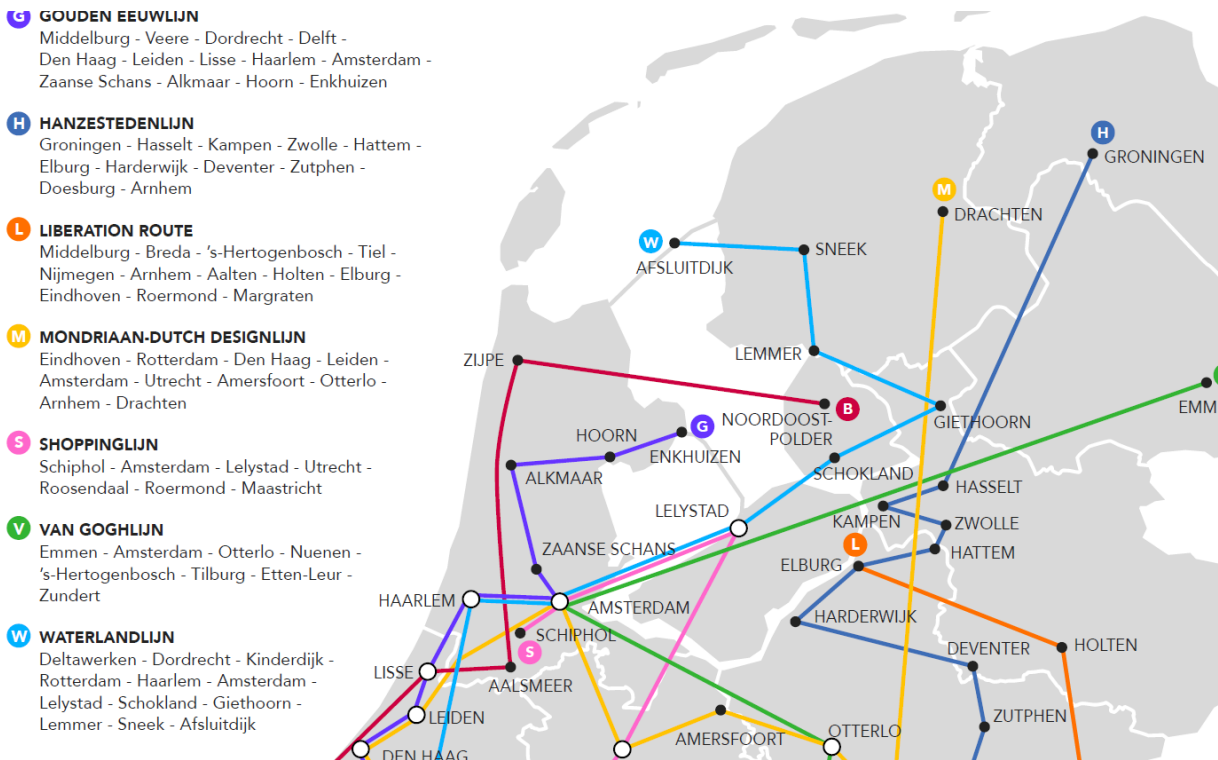 G GOUDEN EEUWLIJN
Middelburg - Veere - Dordrecht - Delft -
Den Haag - Leiden - Lisse - Haarlem - Amsterdam -
Zaanse Schans - Alkmaar - Hoorn - Enkhuizen
H HANZESTEDENLIJN
Groningen - Hasselt - Kampen - Zwolle - Hattem -
Elburg - Harderwijk - Deventer - Zutphen -
Doesburg - Arnhem
L LIBERATION ROUTE
Middelburg - Breda - 's-Hertogenbosch - Tiel -
Nijmegen - Arnhem - Aalten - Holten - Elburg -
Eindhoven - Roermond - Margraten
M MONDRIAAN-DUTCH DESIGNLIJN
Eindhoven - Rotterdam - Den Haag - Leiden -
Amsterdam - Utrecht - Amersfoort - Otterlo -
Arnhem - Drachten
S SHOPPINGLIJN
Schiphol - Amsterdam - Lelystad - Utrecht -
Roosendaal - Roermond - Maastricht
V VAN GOGHLIJN
Emmen - Amsterdam - Otterlo - Nuenen -
's-Hertogenbosch - Tilburg - Etten-Leur -
Zundert
W WATERLANDLIJN
Deltawerken - Dordrecht - Kinderdijk -
Rotterdam - Haarlem - Amsterdam -
Lelystad - Schokland - Giethoorn -
Lemmer - Sneek - Afsluitdijk
H
GRONINGEN
M
DRACHTEN
W
SNEEK
AFSLUITDIJK
LEMMER
ZIJPE
B
NOORDOOST-
POLDER
GIETHOORN
EMM
G
HOORN
ENKHUIZEN
ALKMAAR
SCHOKLAND
HASSELT
LELYSTAD
KAMPEN
ZWOLLE
ZAANSE SCHANS
L
HATTEM
ELBURG
HAARLEM
AMSTERDAM
HARDERWIJK
SCHIPHOL
S
DEVENTER
HOLTEN
LISSE
AALSMEER
LEIDEN
ZUTPHEN
AMERSFOORT
OTTERLO
DEN HAAG